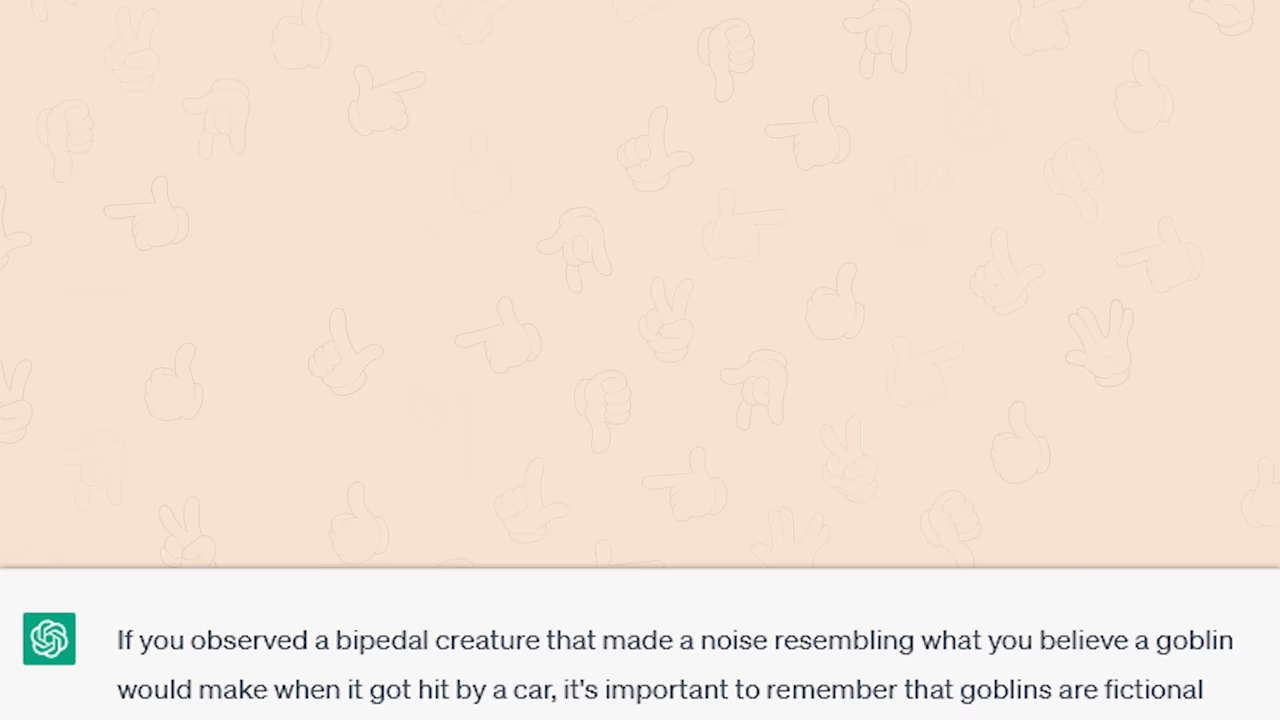 If you observed a bipedal creature that made a noise resembling what you believe a goblin
would make when it got hit by a car, it's important to remember that goblins are fictional